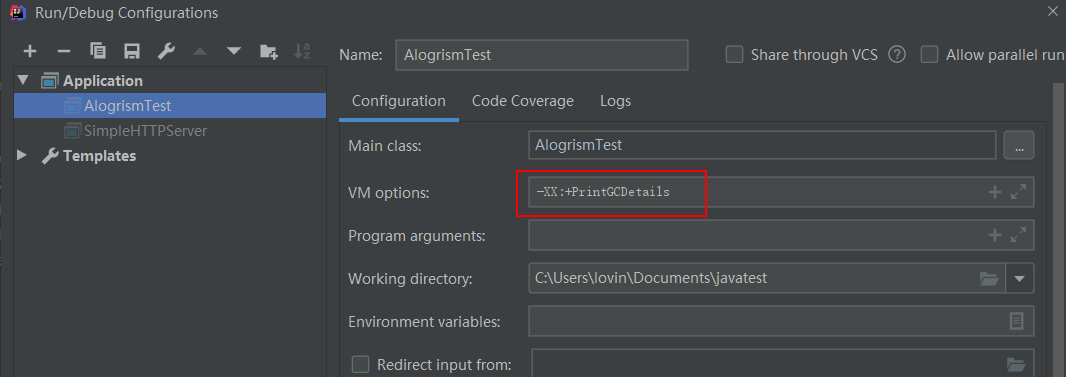 Run/Debug Configurations
Name: AlogrismTest Share through VCS Allow parallel run
Application
AlogrismTest
SimpleHTTPServer
Templates
Configuration Code Coverage Logs
Main class: AlogrismTest ...
VM options: -XX:+PrintGCDetails
Program arguments:
Working directory: C:\Users\lovin\Documents\javatest
Environment variables:
Redirect input from: